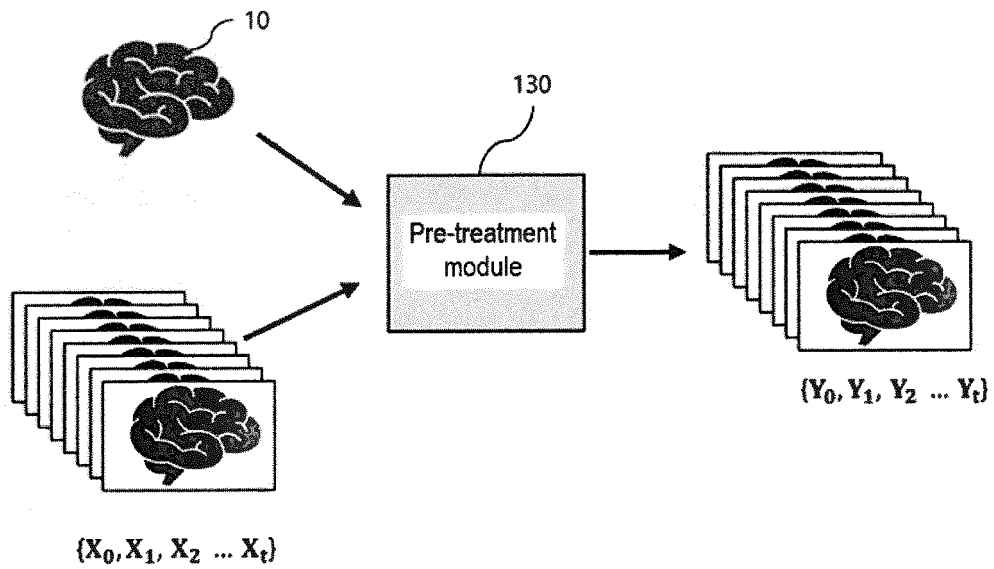 10
130
Pre-treatment
module
{Y₀, Y₁, Y₂ ... Yₜ}
{X₀, X₁, X₂ ... Xₜ}